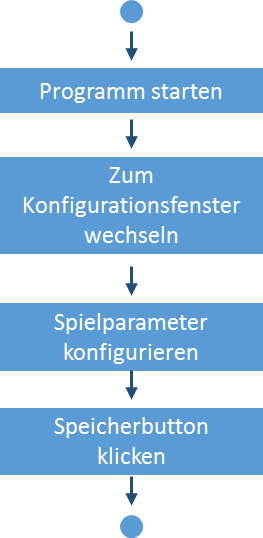 Programm starten
Zum
Konfigurationsfenster
wechseln
Spielparameter
konfigurieren
Speicherbutton
klicken